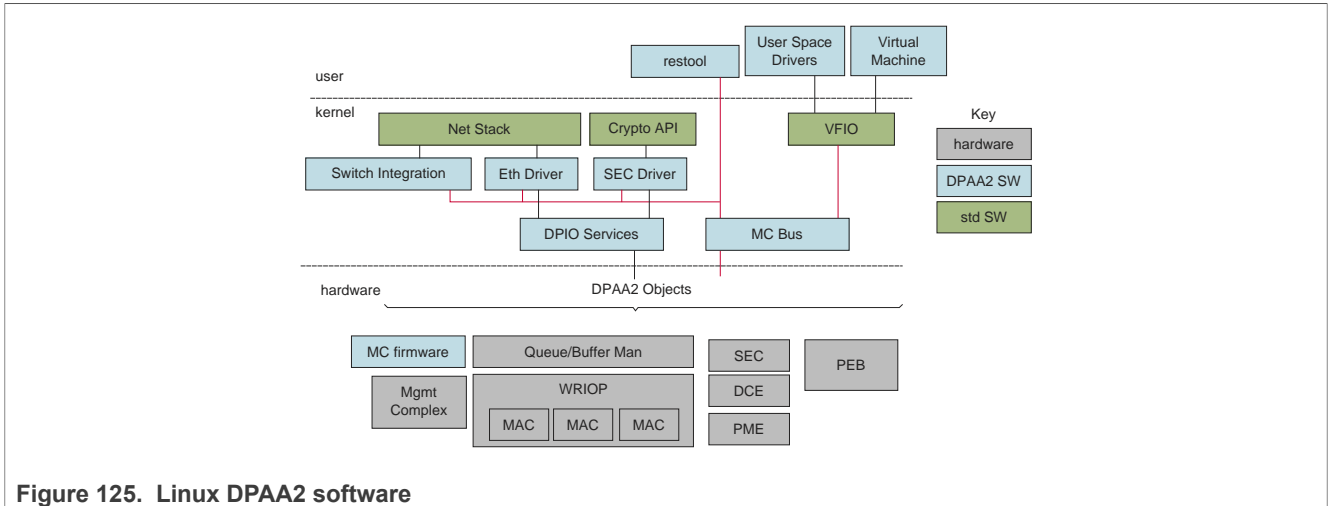 restool
User Space
Drivers
Virtual
Machine
user
kernel
Net Stack
Crypto API
VFIO
Key
hardware
DPAA2 SW
std SW
Switch Integration
Eth Driver
SEC Driver
DPIO Services
MC Bus
hardware
DPAA2 Objects
MC firmware
Queue/Buffer Man
SEC
PEB
Mgmt
Complex
WRIOP
DCE
MAC
MAC
MAC
PME
Figure 125. Linux DPAA2 software